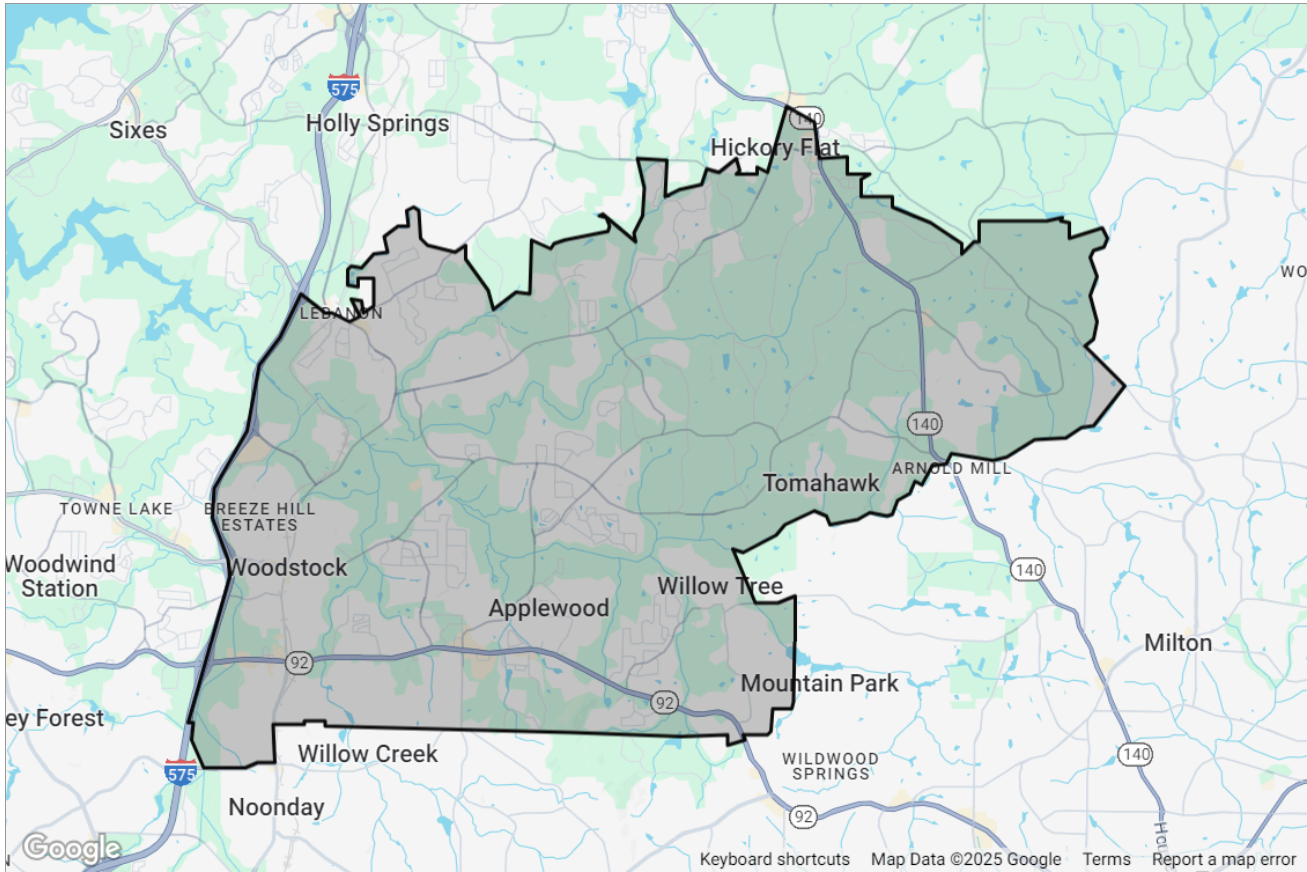 575
Sixes
Holly Springs
140
Hickory Flat
WO
LEBANON
140
ARNOLD MILL
Tomahawk
TOWNE LAKE
BREEZE HILL
ESTATES
Woodwind
Station
Woodstock
Willow Tree
Applewood
140
Milton
92
Mountain Park
92
ey Forest
Willow Creek
WILDWOOD
SPRINGS
140
575
Noonday
92
Hou
Google
Keyboard shortcuts Map Data ©2025 Google Terms Report a map error